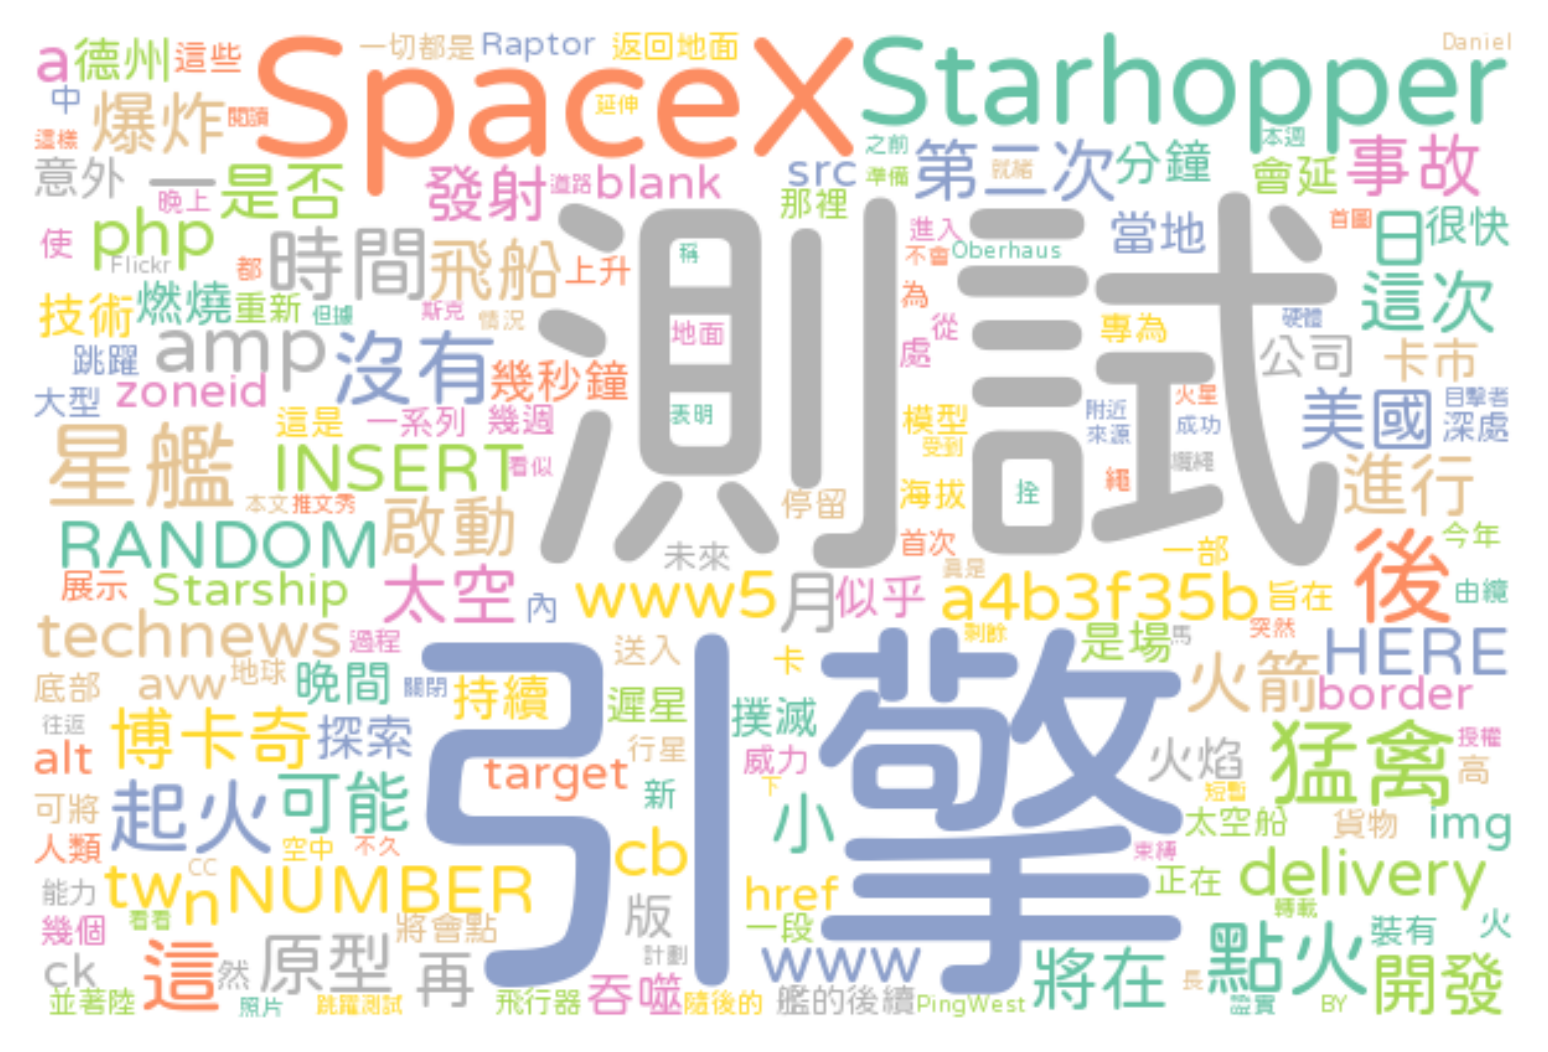 a 德州 這些 SpaceX 一切都是 Raptor 返回地面 Starhopper Daniel
中 爆炸 閱讀 延伸
這樣 意外 一 是否 發射 道路 blank src 之前 準備 第二次 就緒 分鐘 本週 會延 事故
晚上 那裡
使 php Flickr 時間 飛船 上升 測試 稱 進入 不會 Oberhaus 當地 首圖 日 很快
都
技術 燃燒 重新 但據 斯克 情況 地面 為 從 處 專為 硬體 這次
跳躍 amp 沒有 幾秒鐘 公司 卡市
大型 zoneid 表明 火星 美國 目擊者
這是 一系列 幾週 模型 受到 附近 來源 成功 深處
星艦 INSERT 看似 纜繩 進行
本文 推文秀 啟動 停留 海拔 拴 繩
RANDOM 未來 首次 一部 後 今年
展示 Starship 太空 內 www5 月 似乎 真是 a4b3f35b 旨在 由纜
technews 過程 引擎 剩餘 是場 馬 突然 HERE
底部 avw 地球 晚間 關閉 持續 送入 遲星 卡 火箭 border
往返 博卡奇 探索 行星 撲滅 火焰 猛禽 授權
alt target 威力 高
可將 起火 可能 新 下 小 短暫 太空船 貨物 img
人類 空中 不久 cb 束縛
能力 tw cc n NUMBER href 正在 delivery
幾個 看看 將會點 版 一段 轉載 裝有 火
ck 這 然 原型 再 計劃 www 將在 點火 開發
並著陸 照片 跳躍測試 飛行器 吞噬 隨後的 艦的後續 PingWest 長 證實 BY